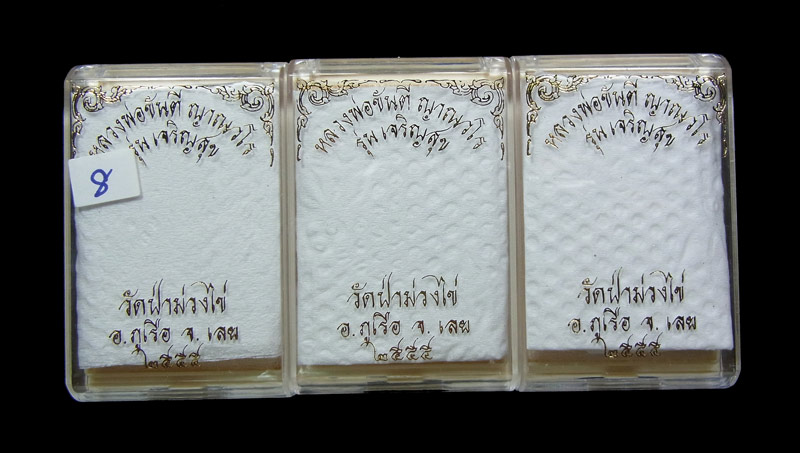 หลวงพ่อขันตี ญาณวโร
รุ่น เจริญสุข
8
วัดป่าม่วงไข่
อ.ภูเรือ จ.เลย
๒๕๕๕
หลวงพ่อขันตี ญาณวโร
รุ่น เจริญสุข
วัดป่าม่วงไข่
อ.ภูเรือ จ.เลย
๒๕๕๕
หลวงพ่อขันตี ญาณวโร
รุ่น เจริญสุข
วัดป่าม่วงไข่
อ.ภูเรือ จ.เลย
๒๕๕๕